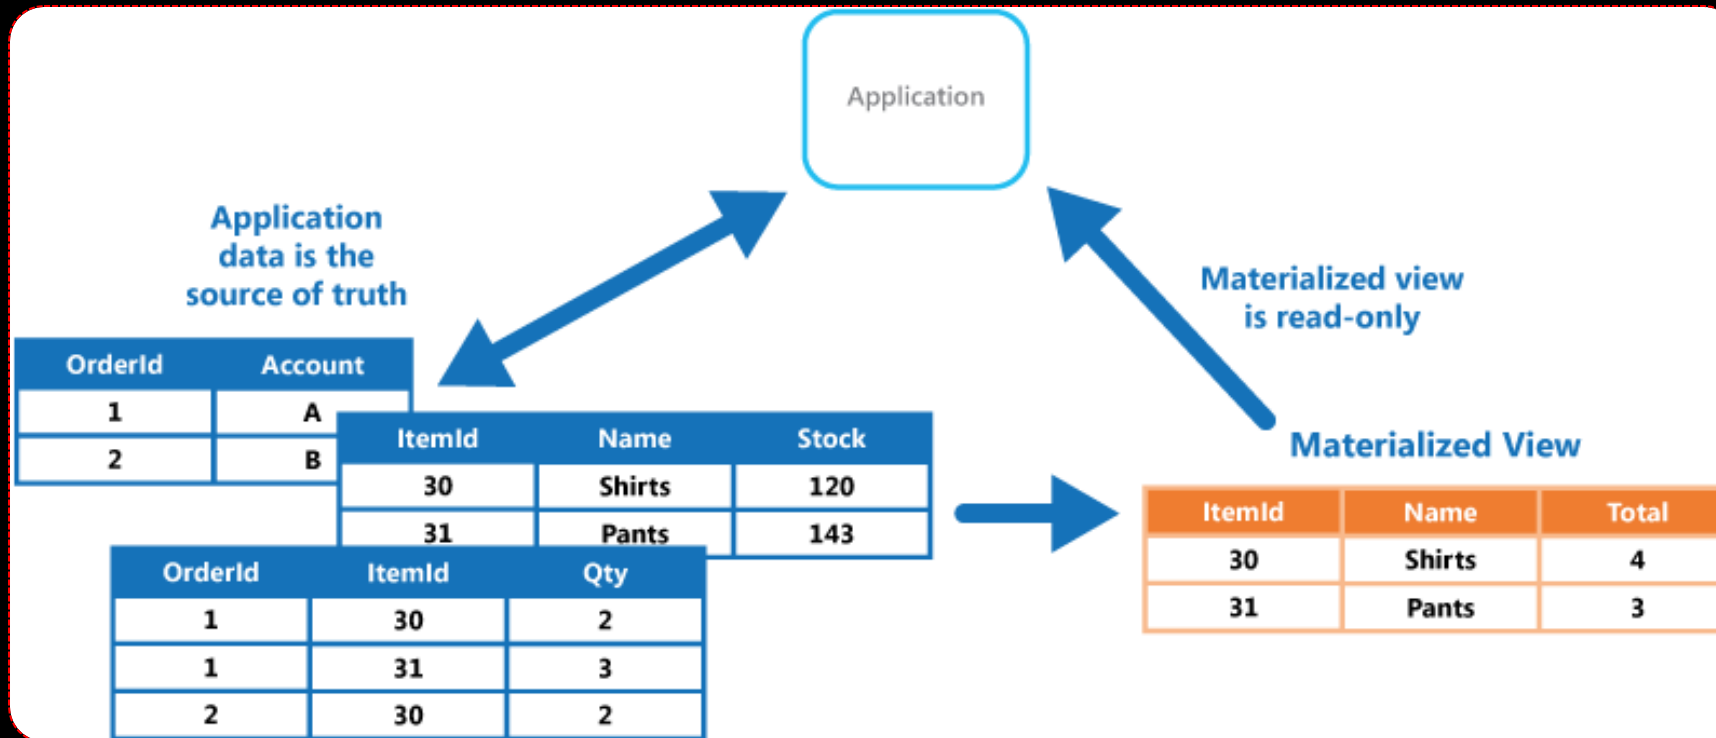 Application
Application
data is the
source of truth
Materialized view
is read-only
OrderId Account
1 A
2 B
ItemId Name Stock
30 Shirts 120
31 Pants 143
OrderId ItemId Qty
1 30 2
1 31 3
2 30 2
Materialized View
ItemId Name Total
30 Shirts 4
31 Pants 3